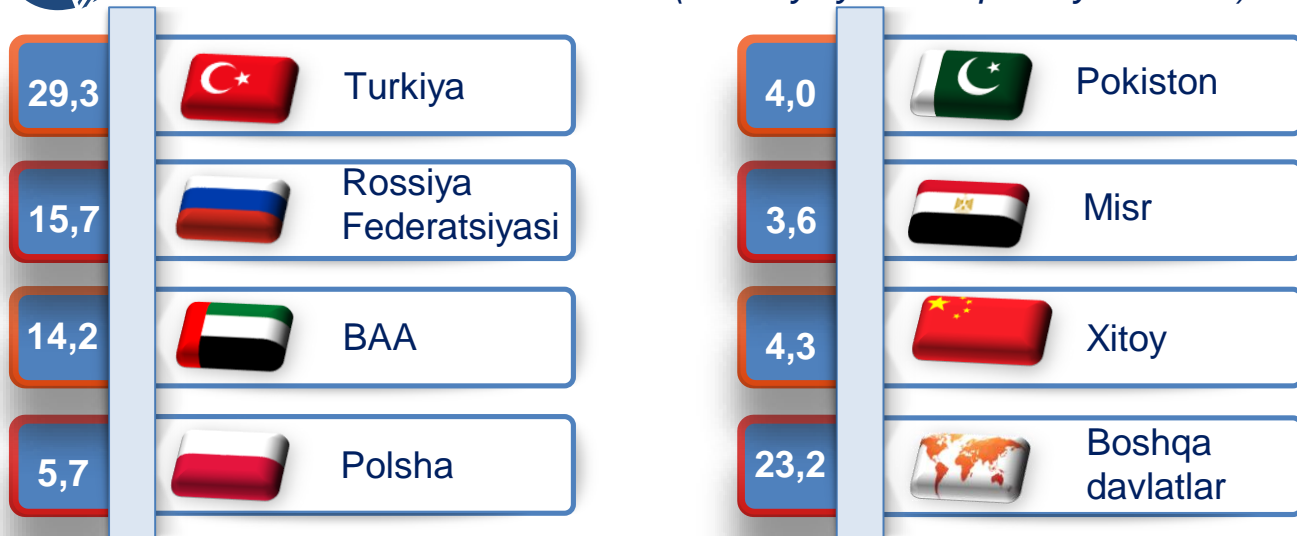 29,3
Turkiya
15,7
Rossiya
Federatsiyasi
14,2
BAA
5,7
Polsha
4,0
Pokiston
3,6
Misr
4,3
Xitoy
23,2
Boshqa
davlatlar